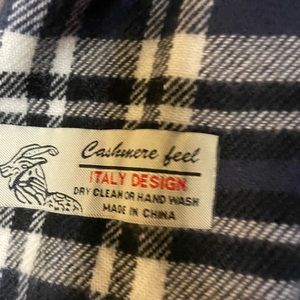 Cashmere feel
ITALY DESIGN
DRY CLEAN OR HAND WASH
MADE IN CHINA